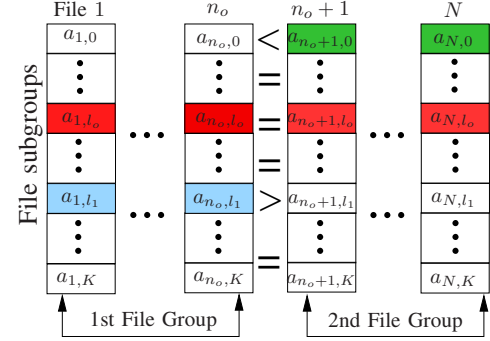 File 1 n_o n_o + 1 N
a_{1,0} a_{n_o,0} < a_{n_o+1,0} a_{N,0}
=
a_{1,l_o} ... a_{n_o,l_o} = a_{n_o+1,l_o} ... a_{N,l_o}
=
a_{1,l_1} ... a_{n_o,l_1} > a_{n_o+1,l_1} ... a_{N,l_1}
=
a_{1,K} a_{n_o,K} a_{n_o+1,K} a_{N,K}
File subgroups
1st File Group 2nd File Group